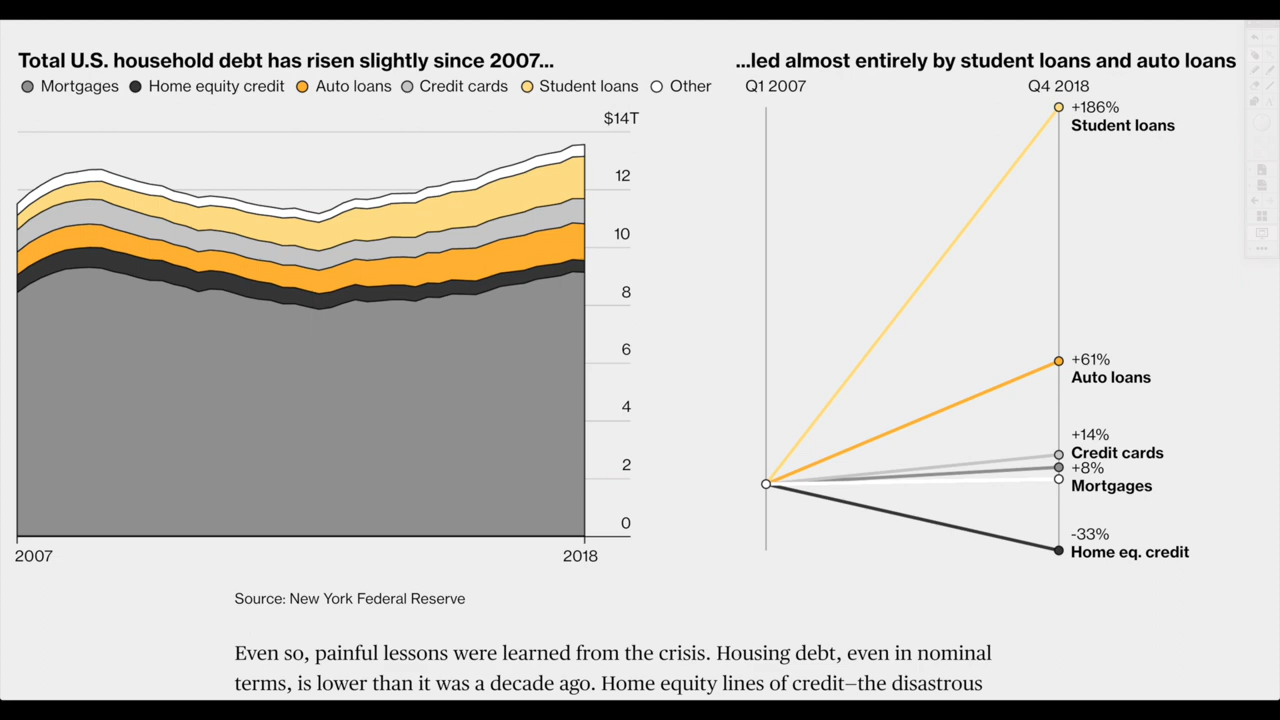 Total U.S. household debt has risen slightly since 2007...
Mortgages Home equity credit Auto loans Credit cards Student loans Other
$14T
12
10
8
6
4
2
0
2007 2018
...led almost entirely by student loans and auto loans
Q1 2007 Q4 2018
+186%
Student loans
+61%
Auto loans
+14%
Credit cards
+8%
Mortgages
-33%
Home eq. credit
Source: New York Federal Reserve
Even so, painful lessons were learned from the crisis. Housing debt, even in nominal
terms, is lower than it was a decade ago. Home equity lines of credit—the disastrous